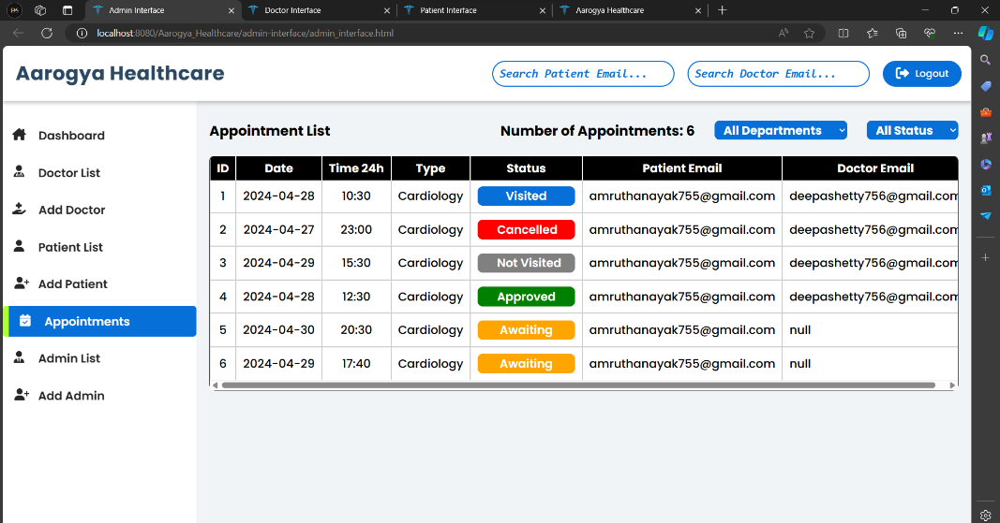 Admin Interface
Doctor Interface
Patient Interface
Aarogya Healthcare
localhost:8080/Aarogya_Healthcare/admin-interface/admin_interface.html
Aarogya Healthcare
Search Patient Email...
Search Doctor Email...
Logout
Dashboard
Doctor List
Add Doctor
Patient List
Add Patient
Appointments
Admin List
Add Admin
Appointment List
Number of Appointments: 6
All Departments
All Status
ID Date Time 24h Type Status Patient Email Doctor Email
1 2024-04-28 10:30 Cardiology Visited amruthanayak755@gmail.com deepashetty756@gmail.com
2 2024-04-27 23:00 Cardiology Cancelled amruthanayak755@gmail.com deepashetty756@gmail.com
3 2024-04-29 15:30 Cardiology Not Visited amruthanayak755@gmail.com deepashetty756@gmail.com
4 2024-04-28 12:30 Cardiology Approved amruthanayak755@gmail.com deepashetty756@gmail.com
5 2024-04-30 20:30 Cardiology Awaiting amruthanayak755@gmail.com null
6 2024-04-29 17:40 Cardiology Awaiting amruthanayak755@gmail.com null